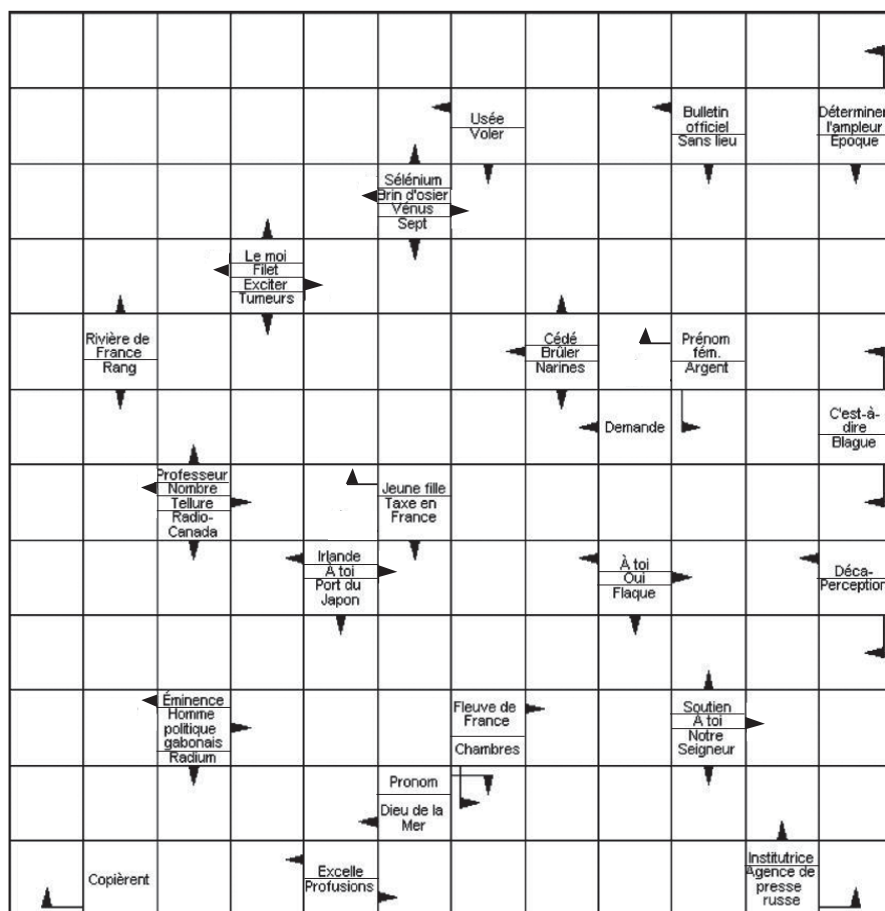 Usée
Voler
Bulletin
officiel
Sans lieu
Déterminer
l'ampleur
Époque
Sélénium
Brin d'osier
Vénus
Sept
Le moi
Filet
Exciter
Tumeurs
Rivière de
France
Rang
Cédé
Brûler
Narines
Prénom
fém.
Argent
Demande
C'est-à-
dire
Blague
Professeur
Nombre
Tellure
Radio-
Canada
Jeune fille
Taxe en
France
Irlande
À toi
Port du
Japon
À toi
Oui
Flaque
Déca-
Perception
Éminence
Homme
politique
gabonais
Radium
Fleuve de
France
Chambres
Soutien
À toi
Notre
Seigneur
Pronom
Dieu de la
Mer
Copièrent
Excelle
Profusions
Institutrice
Agence de
presse
russe